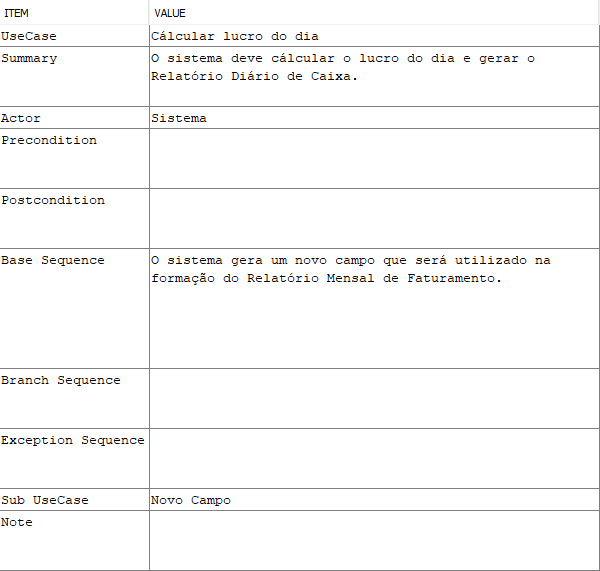 ITEM VALUE
UseCase Cálcular lucro do dia
Summary O sistema deve cálcular o lucro do dia e gerar o
Relatório Diário de Caixa.
Actor Sistema
Precondition
Postcondition
Base Sequence O sistema gera um novo campo que será utilizado na
formação do Relatório Mensal de Faturamento.
Branch Sequence
Exception Sequence
Sub UseCase Novo Campo
Note